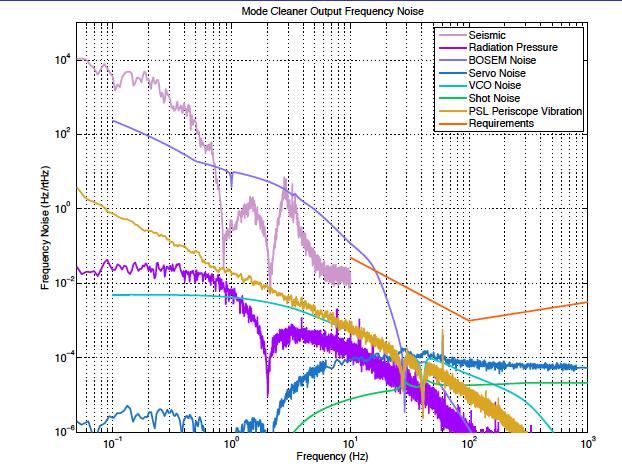 Mode Cleaner Output Frequency Noise
10^4
10^2
10^0
10^-2
10^-4
10^-6
Frequency Noise (Hz/rtHz)
Seismic
Radiation Pressure
BOSEM Noise
Servo Noise
VCO Noise
Shot Noise
PSL Periscope Vibration
Requirements
10^-1
10^0
10^1
10^2
10^3
Frequency (Hz)